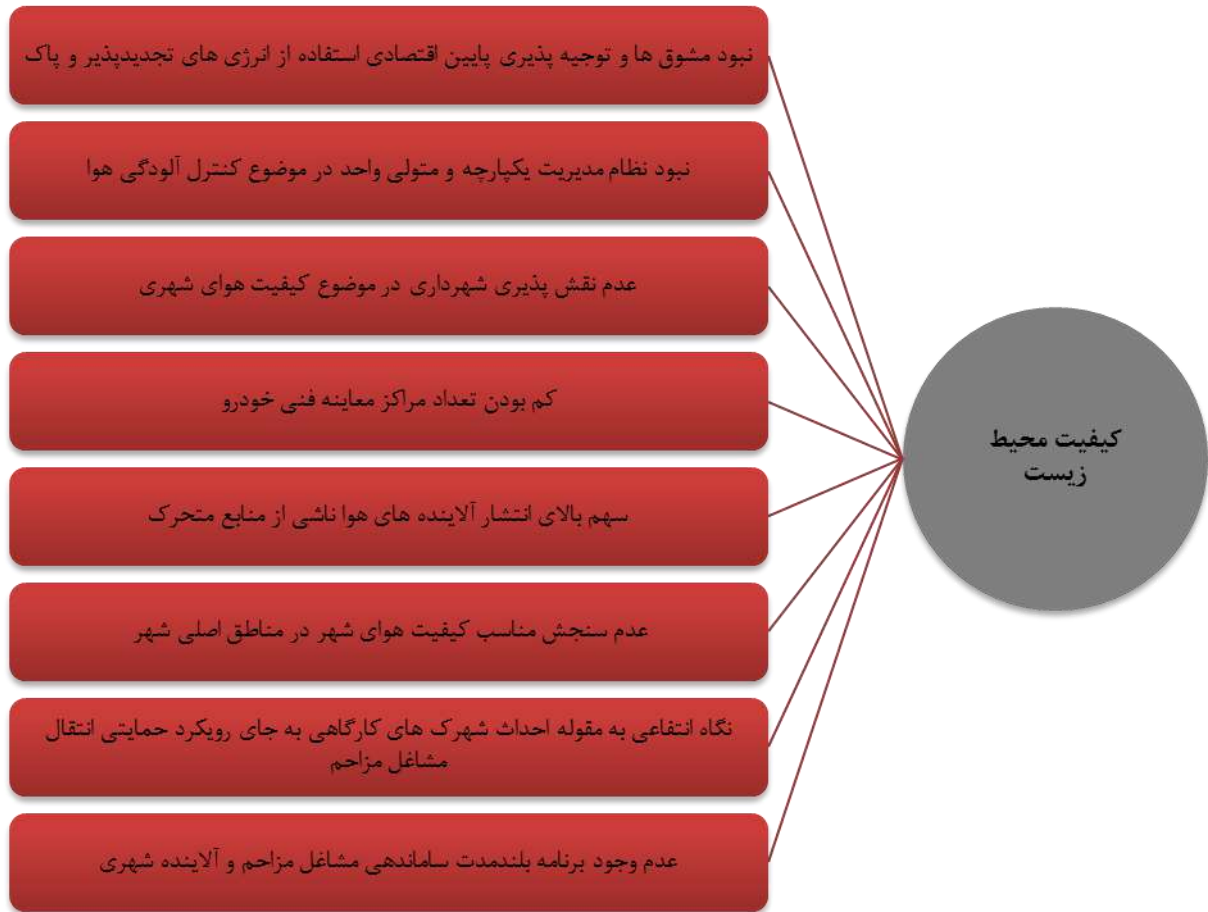 نبود مشوق ها و توجیه پذیری پایین اقتصادی استفاده از انرژی های تجدیدپذیر و پاک
نبود نظام مدیریت یکپارچه و متولی واحد در موضوع کنترل آلودگی هوا
عدم نقش پذیری شهرداری در موضوع کیفیت هوای شهری
کم بودن تعداد مراکز معاینه فنی خودرو
سهم بالای انتشار آلاینده های هوا ناشی از منابع متحرک
عدم سنجش مناسب کیفیت هوای شهر در مناطق اصلی شهر
نگاه انتفاعی به مقوله احداث شهرک های کارگاهی به جای رویکرد حمایتی انتقال
مشاغل مزاحم
عدم وجود برنامه بلندمدت ساماندهی مشاغل مزاحم و آلاینده شهری
کیفیت محیط
زیست